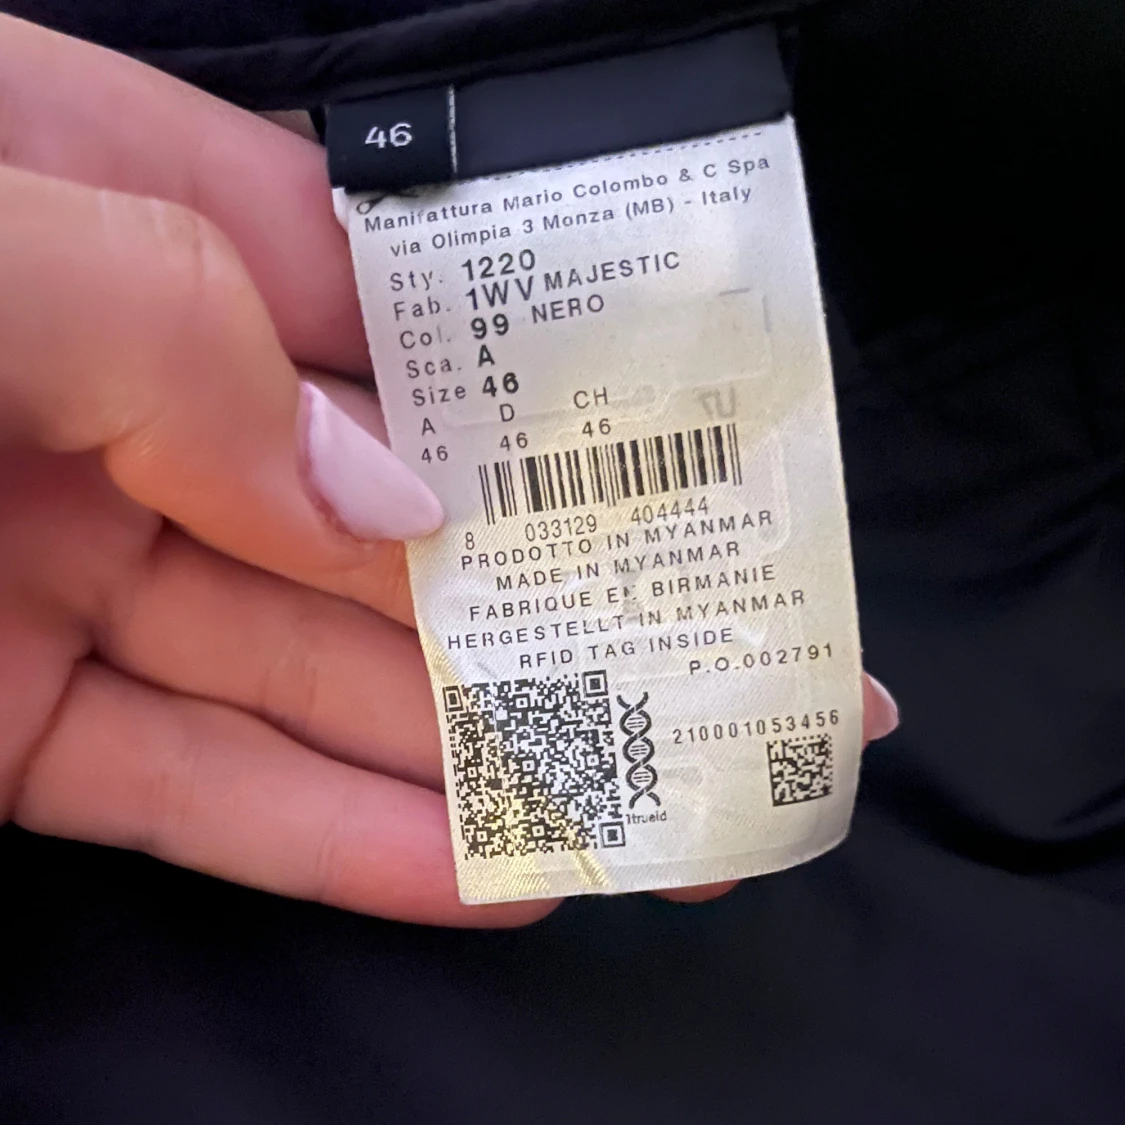 46
Manifattura Mario Colombo & C Spa
via Olimpia 3 Monza (MB) - Italy
Sty. 1220
Fab. 1WV MAJESTIC
Col. 99 NERO
Sca. A
Size 46
A D CH
46 46 46
8 033129 404444
PRODOTTO IN MYANMAR
MADE IN MYANMAR
FABRIQUE EN BIRMANIE
HERGESTELLT IN MYANMAR
RFID TAG INSIDE
P.O.002791
210001053456
1trueid